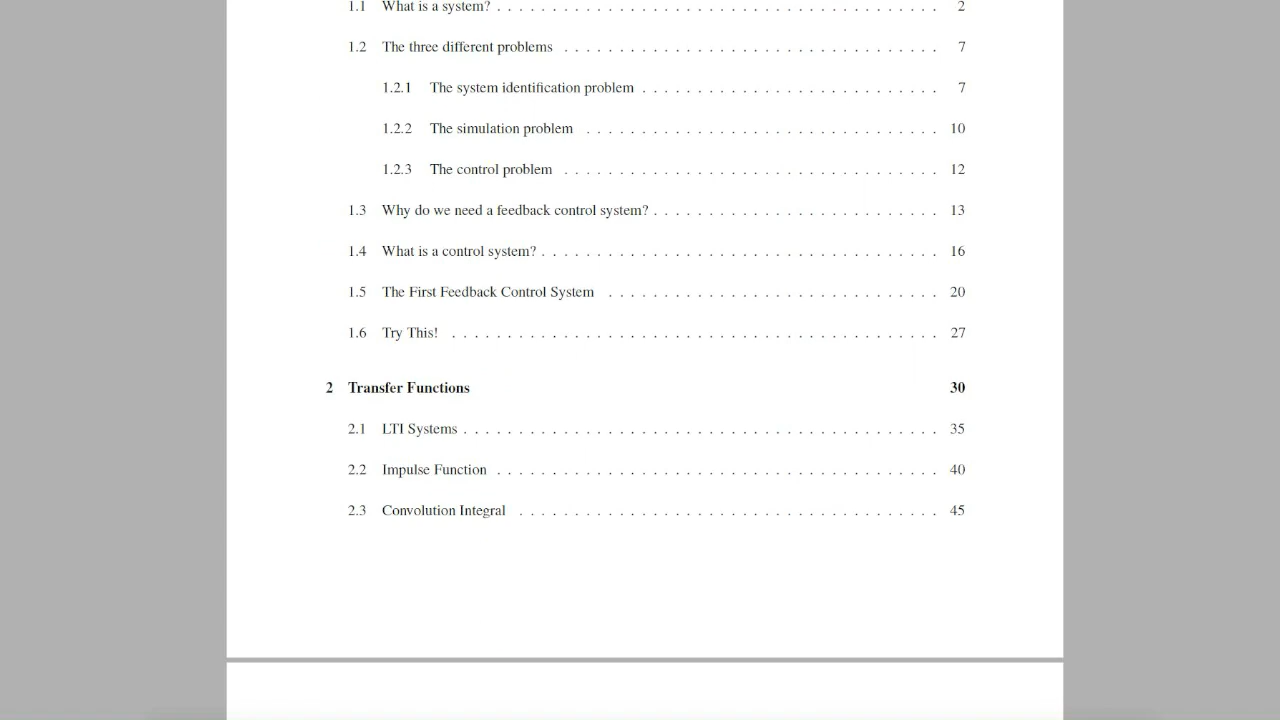 1.1 What is a system? . . . . . . . . . . . . . . . . . . . . . . . . . . . . . . . . . . . . . . . . 2
1.2 The three different problems . . . . . . . . . . . . . . . . . . . . . . . . . . . . . . . . . . 7
1.2.1 The system identification problem . . . . . . . . . . . . . . . . . . . . . . . . . . . 7
1.2.2 The simulation problem . . . . . . . . . . . . . . . . . . . . . . . . . . . . . . . . 10
1.2.3 The control problem . . . . . . . . . . . . . . . . . . . . . . . . . . . . . . . . . . 12
1.3 Why do we need a feedback control system? . . . . . . . . . . . . . . . . . . . . . . . . . . 13
1.4 What is a control system? . . . . . . . . . . . . . . . . . . . . . . . . . . . . . . . . . . . . 16
1.5 The First Feedback Control System . . . . . . . . . . . . . . . . . . . . . . . . . . . . . . 20
1.6 Try This! . . . . . . . . . . . . . . . . . . . . . . . . . . . . . . . . . . . . . . . . . . . . 27
2 Transfer Functions 30
2.1 LTI Systems . . . . . . . . . . . . . . . . . . . . . . . . . . . . . . . . . . . . . . . . . . . 35
2.2 Impulse Function . . . . . . . . . . . . . . . . . . . . . . . . . . . . . . . . . . . . . . . . 40
2.3 Convolution Integral . . . . . . . . . . . . . . . . . . . . . . . . . . . . . . . . . . . . . . 45